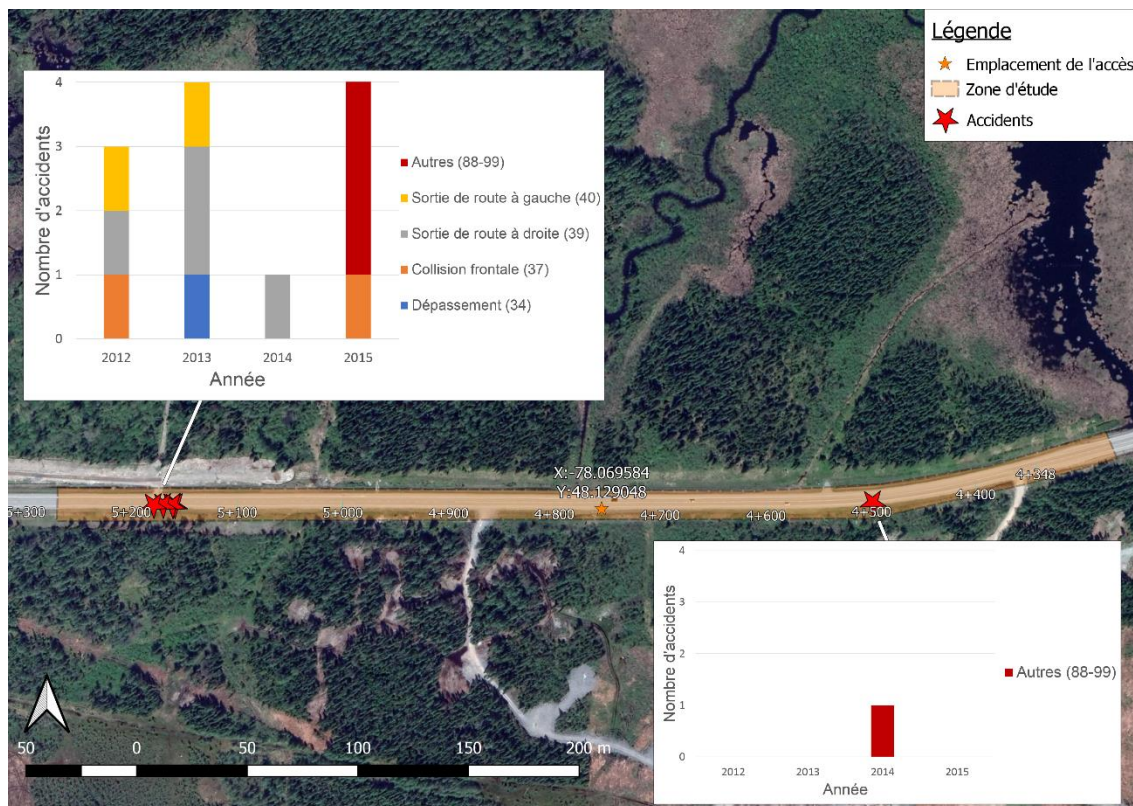 Légende
Emplacement de l'accès
Zone d'étude
Accidents
4
3
2
1
0
Nombre d'accidents
2012
2013
2014
2015
Année
Autres (88-99)
Sortie de route à gauche (40)
Sortie de route à droite (39)
Collision frontale (37)
Dépassement (34)
X:-78.069584
Y:48.129048
5+300
5+200
5+100
5+000
4+900
4+800
4+700
4+600
4+500
4+400
4+348
4
3
2
1
0
Nombre d'accidents
2012
2013
2014
2015
Année
Autres (88-99)
50
0
50
100
150
200 m